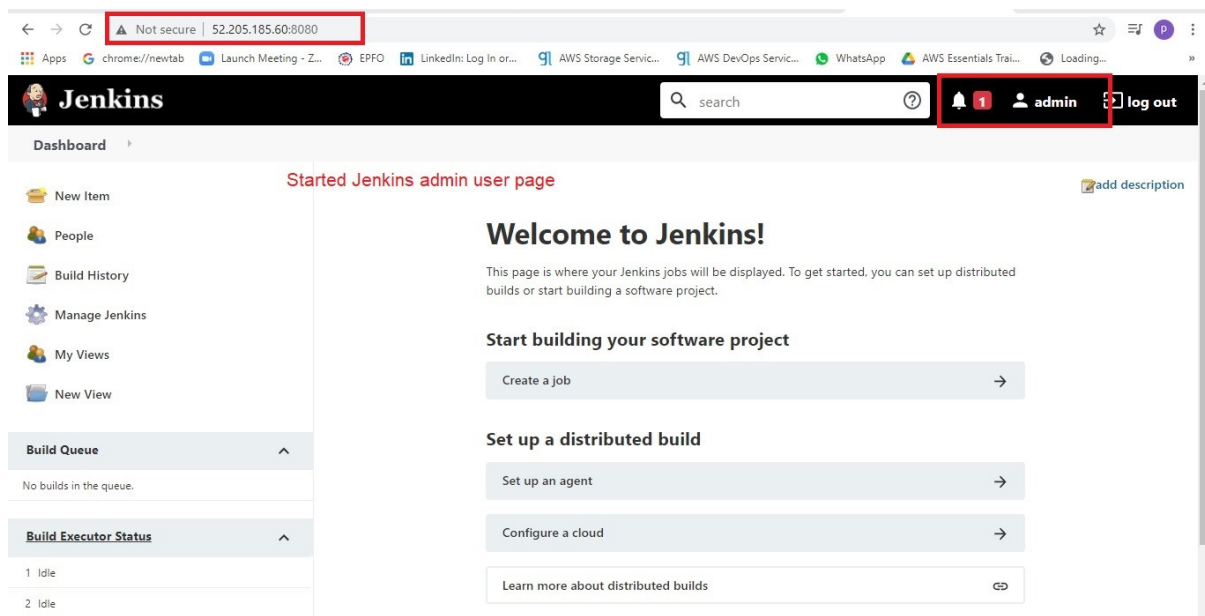 Not secure | 52.205.185.60:8080
P
Apps chrome://newtab Launch Meeting - Z... EPFO LinkedIn: Log In or... AWS Storage Servic... AWS DevOps Servic... WhatsApp AWS Essentials Trai... Loading... »
Jenkins search 1 admin log out
Dashboard
Started Jenkins admin user page
add description
New Item
People
Build History
Manage Jenkins
My Views
New View
Build Queue
No builds in the queue.
Build Executor Status
1 Idle
2 Idle
Welcome to Jenkins!
This page is where your Jenkins jobs will be displayed. To get started, you can set up distributed
builds or start building a software project.
Start building your software project
Create a job
Set up a distributed build
Set up an agent
Configure a cloud
Learn more about distributed builds